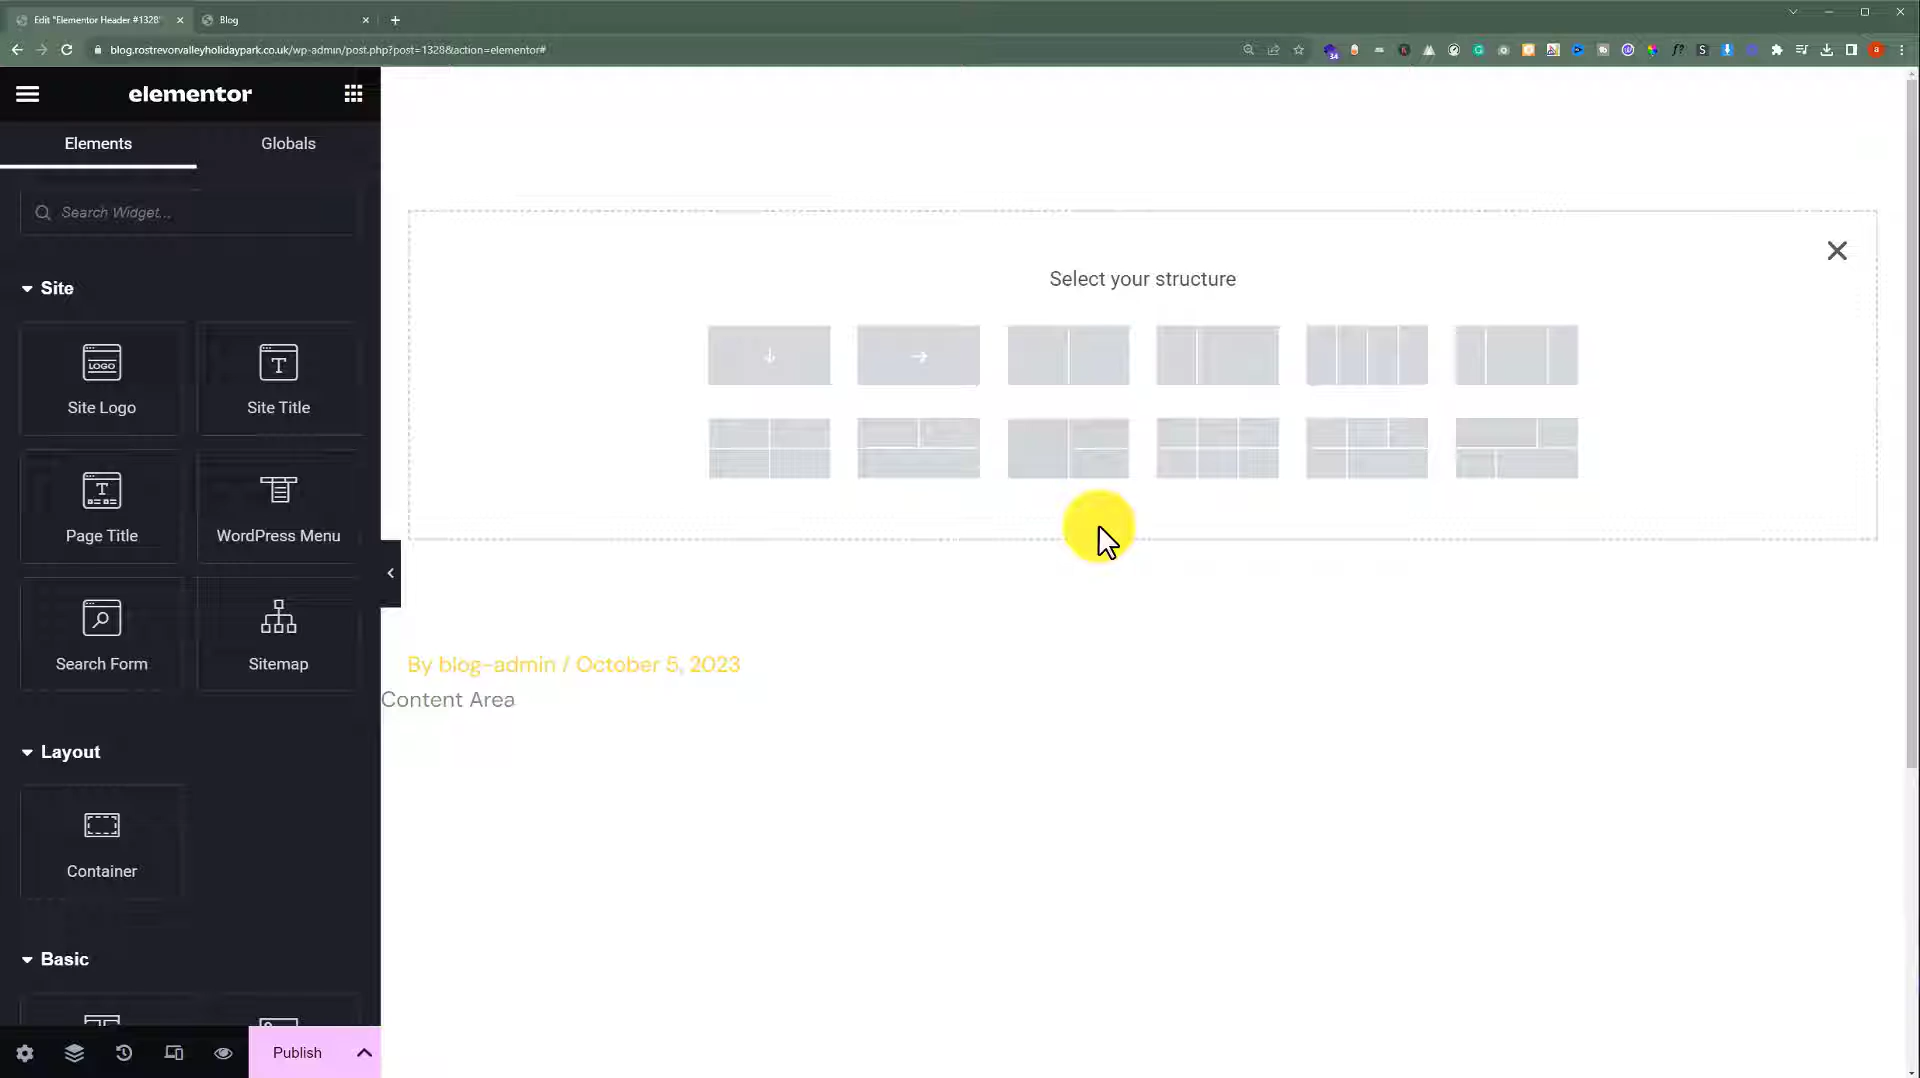 Edit "Elementor Header #1328"
Blog
blog.rostrevorvalleyholidaypark.co.uk/wp-admin/post.php?post=1328&action=elementor#
34
elementor
Elements
Globals
Search Widget...
Site
LOGO
Site Logo
Site Title
Page Title
WordPress Menu
Search Form
Sitemap
Layout
Container
Basic
Publish
Select your structure
By blog-admin / October 5, 2023
Content Area